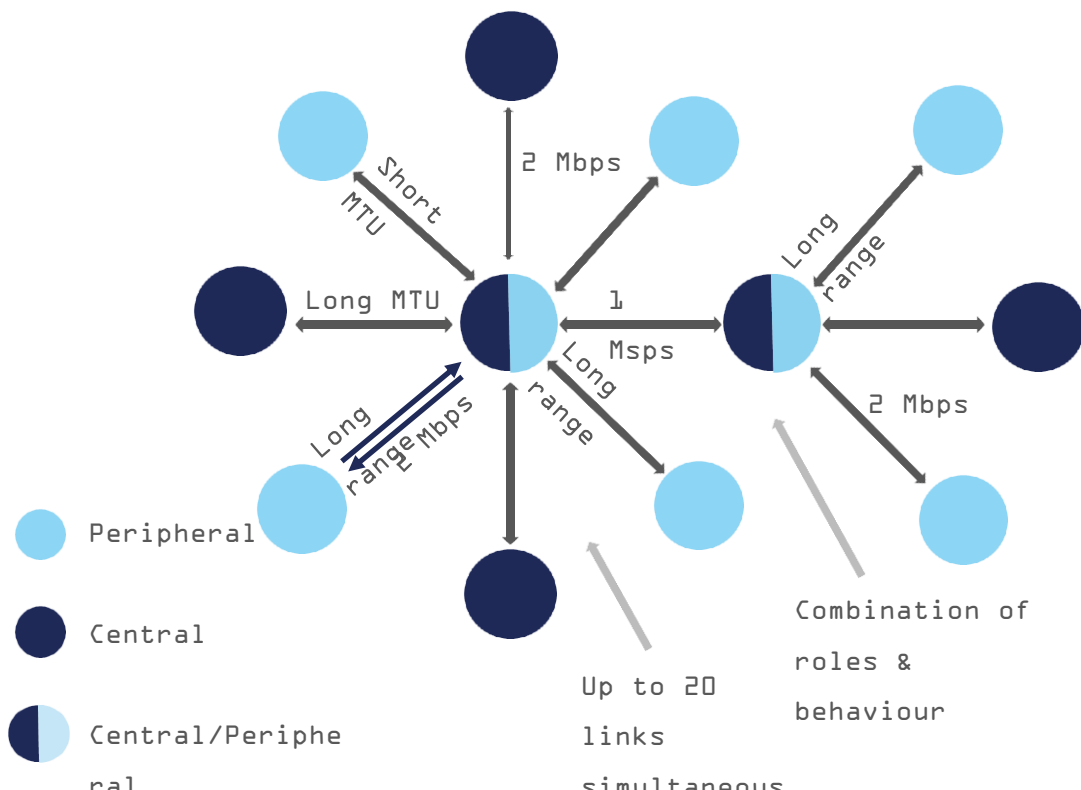 2 Mbps
Short
MTU
Long
range
Long MTU
1
Msps
Long
range
2 Mbps
Long
range
2 Mbps
Peripheral
Central
Central/Periphe
ral
Up to 20
links
simultaneous
Combination of
roles &
behaviour